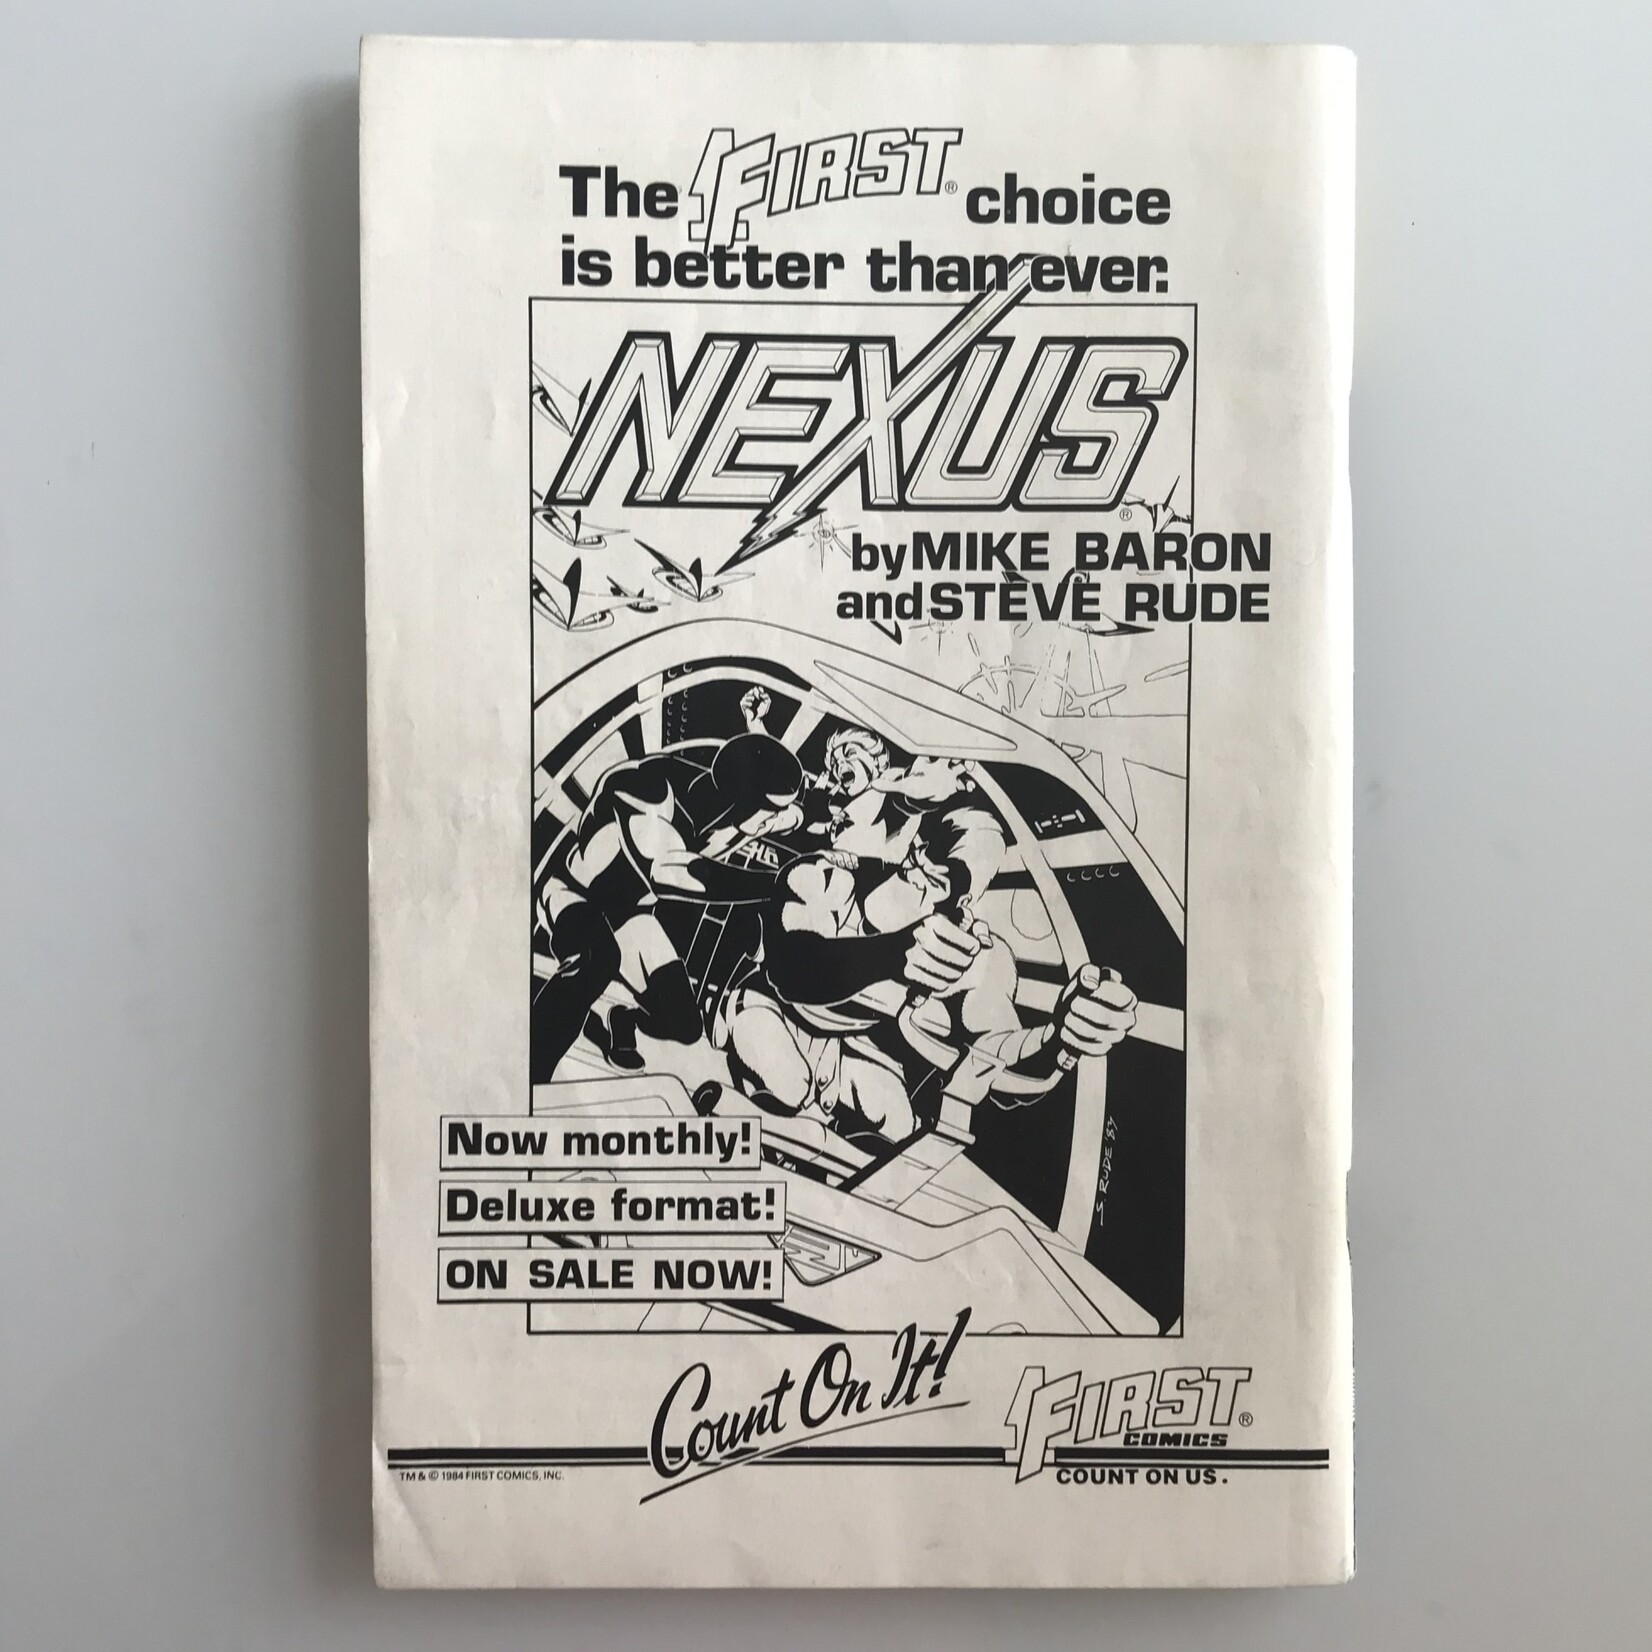 The FIRST® choice
is better than ever.
NEXUS®
by MIKE BARON
and STEVE RUDE
S. RUDE '84
Now monthly!
Deluxe format!
ON SALE NOW!
Count On It!
FIRST®
COMICS
TM & © 1984 FIRST COMICS, INC.
COUNT ON US.